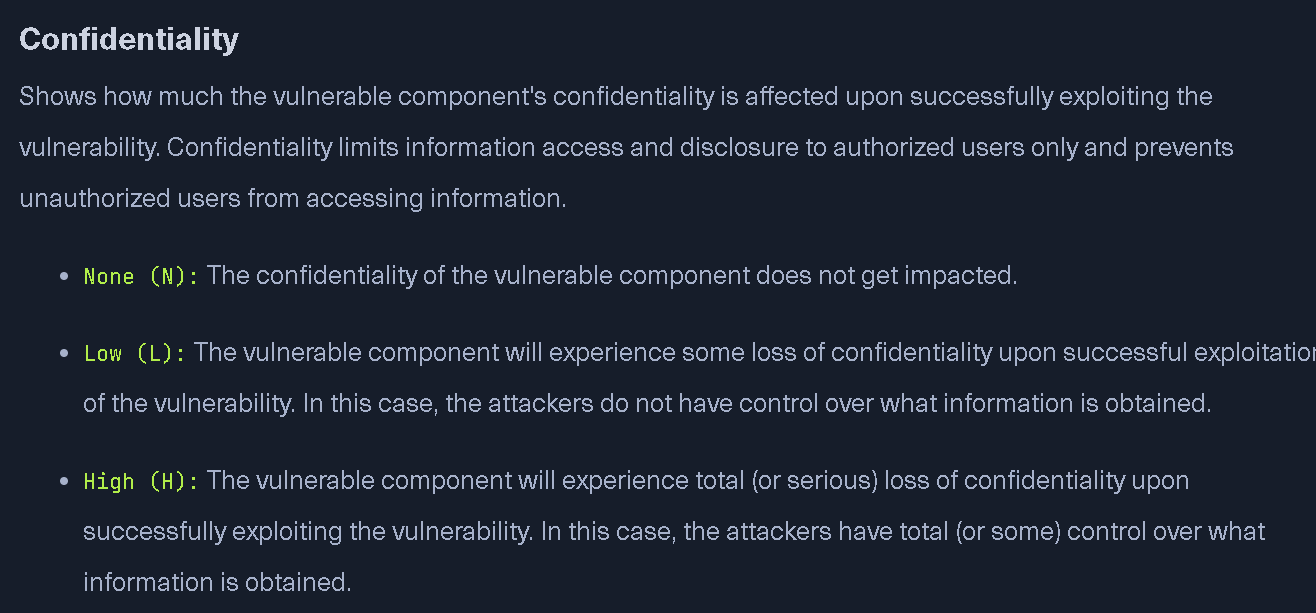 Confidentiality
Shows how much the vulnerable component's confidentiality is affected upon successfully exploiting the
vulnerability. Confidentiality limits information access and disclosure to authorized users only and prevents
unauthorized users from accessing information.
• None (N): The confidentiality of the vulnerable component does not get impacted.
• Low (L): The vulnerable component will experience some loss of confidentiality upon successful exploitation
of the vulnerability. In this case, the attackers do not have control over what information is obtained.
• High (H): The vulnerable component will experience total (or serious) loss of confidentiality upon
successfully exploiting the vulnerability. In this case, the attackers have total (or some) control over what
information is obtained.